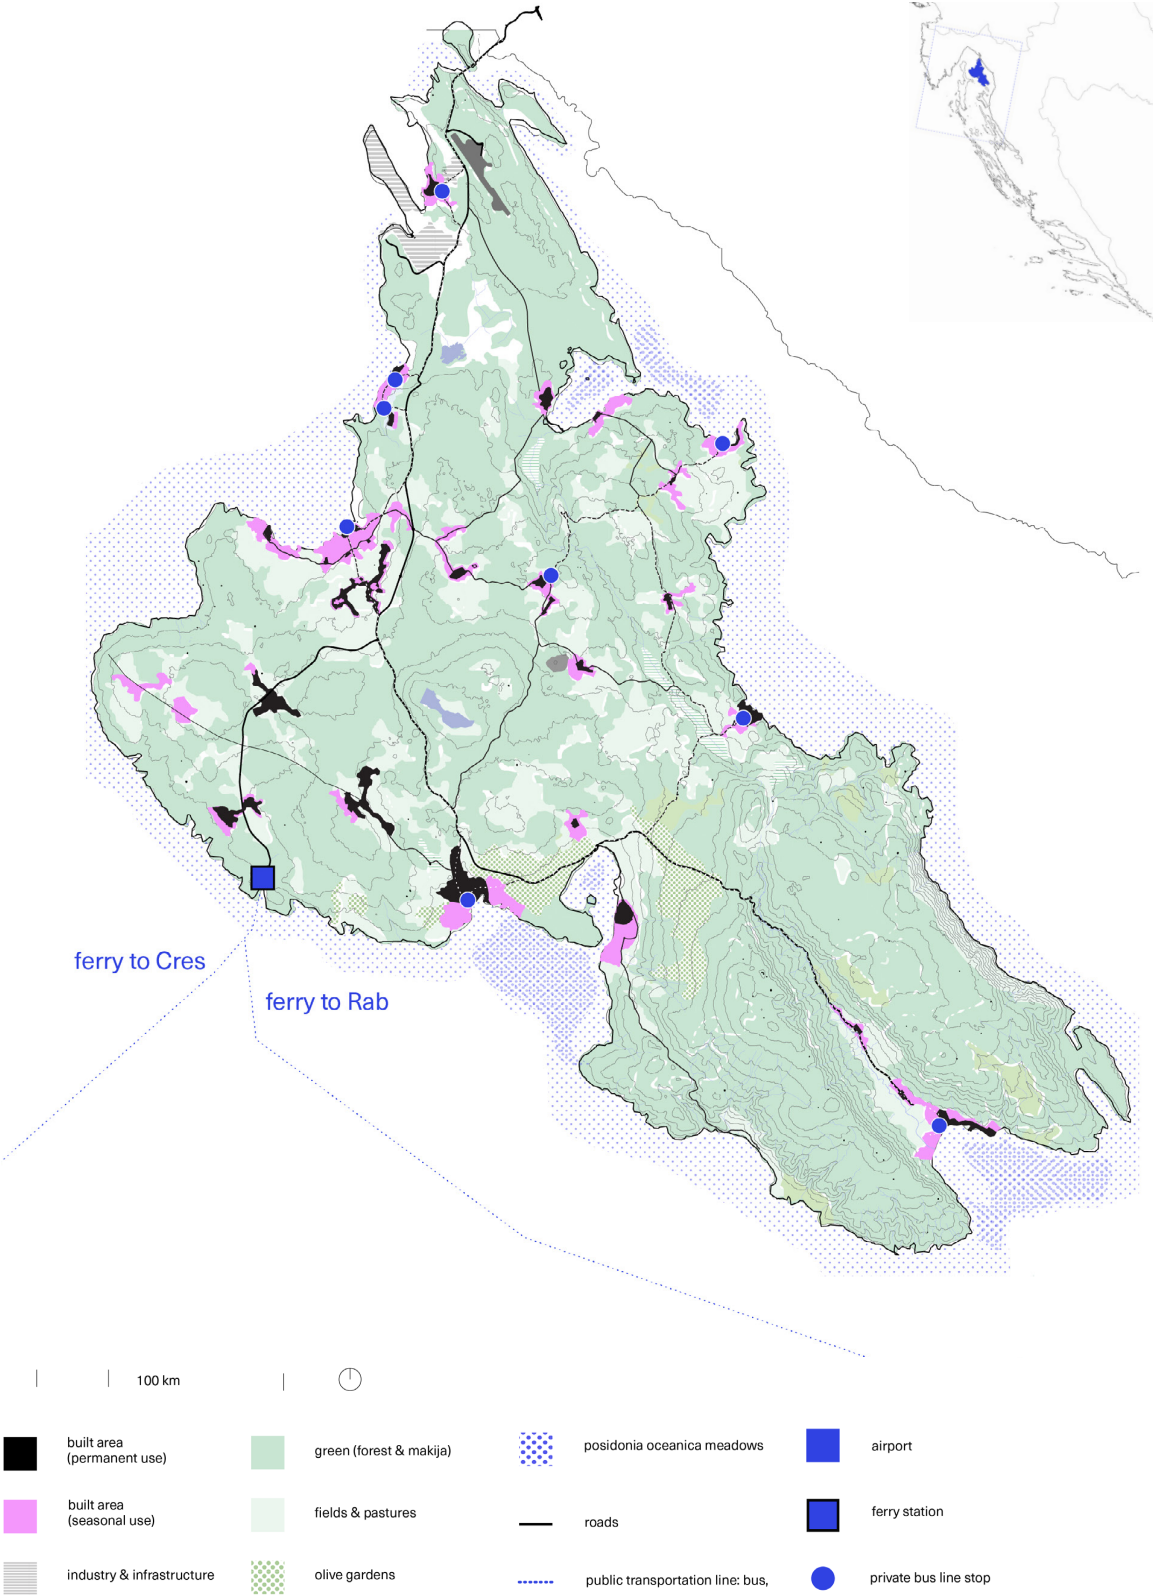 ferry to Cres
ferry to Rab
100 km
built area
(permanent use)
green (forest & makija)
posidonia oceanica meadows
airport
built area
(seasonal use)
fields & pastures
roads
ferry station
industry & infrastructure
olive gardens
public transportation line: bus,
private bus line stop